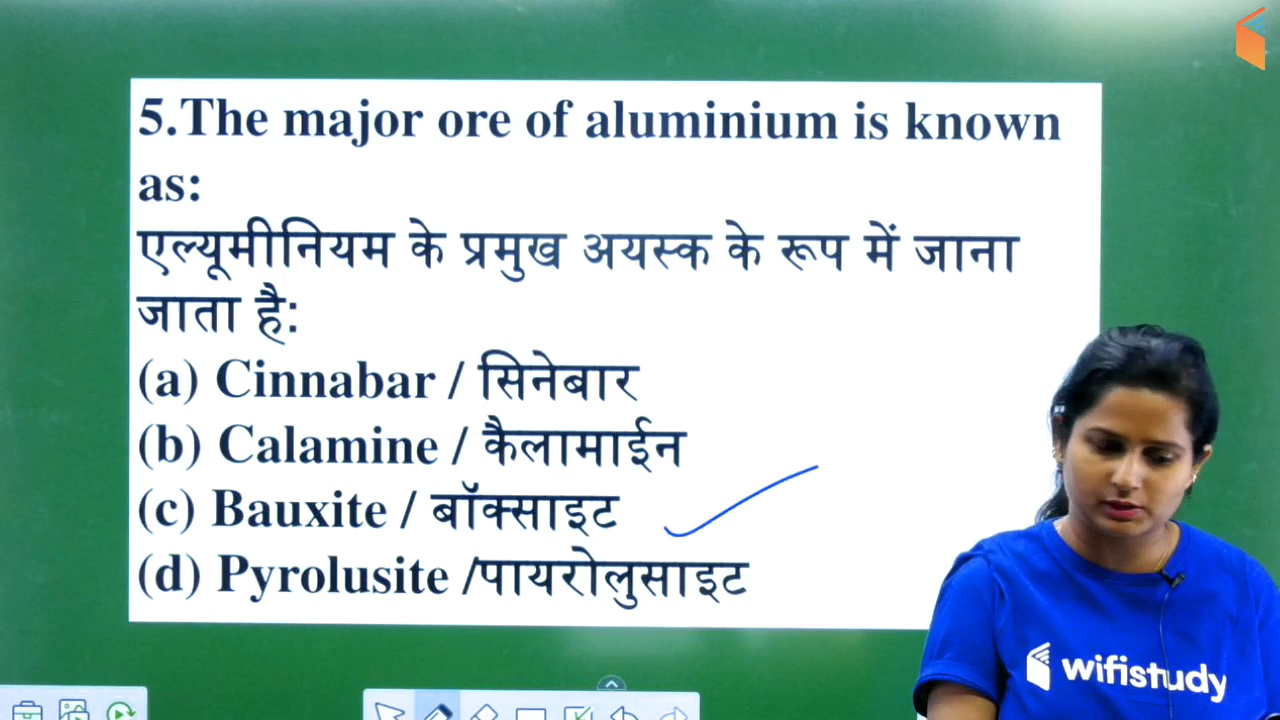 5.The major ore of aluminium is known
as:
एल्यूमीनियम के प्रमुख अयस्क के रूप में जाना
जाता है:
(a) Cinnabar / सिनेबार
(b) Calamine / कैलामाईन
(c) Bauxite / बॉक्साइट
(d) Pyrolusite /पायरोलुसाइट
wifistudy